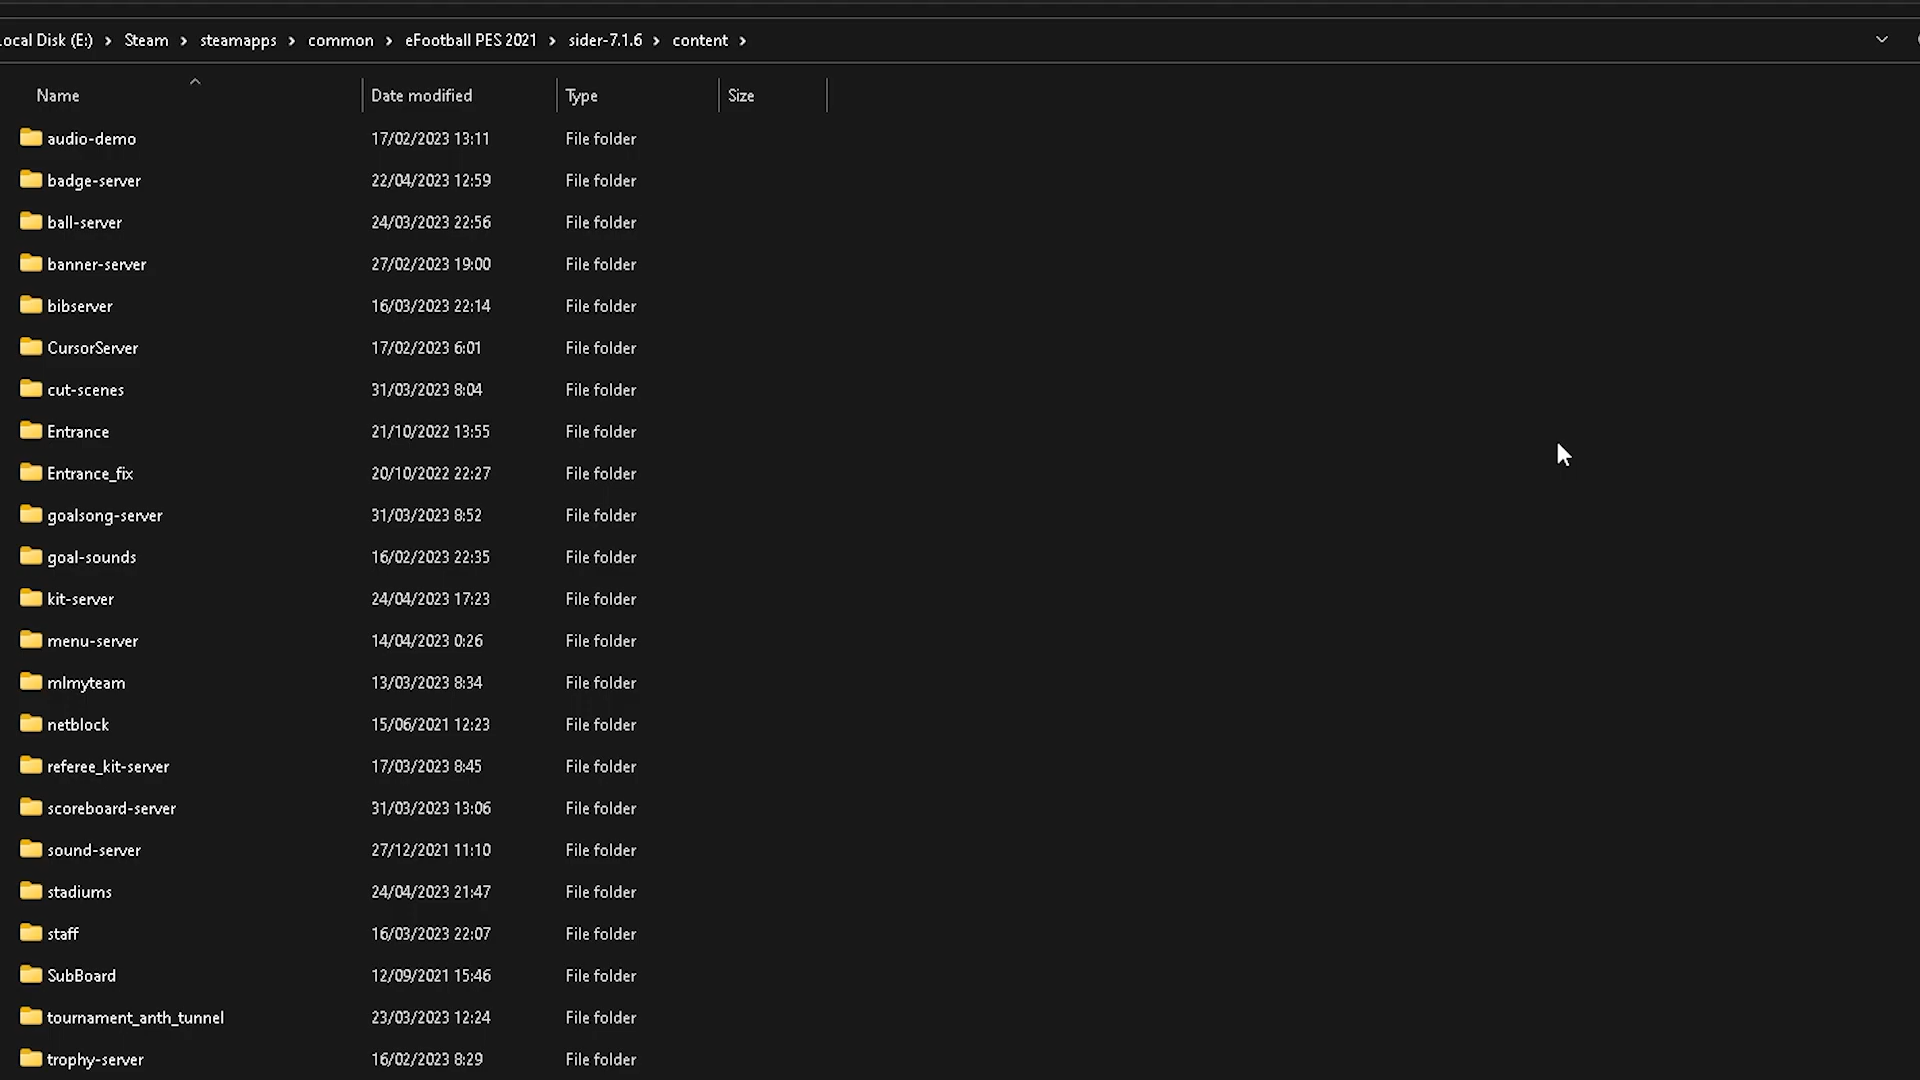 ocal Disk (E:) › Steam › steamapps › common › eFootball PES 2021 › sider-7.1.6 › content ›
Name Date modified Type Size
audio-demo 17/02/2023 13:11 File folder
badge-server 22/04/2023 12:59 File folder
ball-server 24/03/2023 22:56 File folder
banner-server 27/02/2023 19:00 File folder
bibserver 16/03/2023 22:14 File folder
CursorServer 17/02/2023 6:01 File folder
cut-scenes 31/03/2023 8:04 File folder
Entrance 21/10/2022 13:55 File folder
Entrance_fix 20/10/2022 22:27 File folder
goalsong-server 31/03/2023 8:52 File folder
goal-sounds 16/02/2023 22:35 File folder
kit-server 24/04/2023 17:23 File folder
menu-server 14/04/2023 0:26 File folder
mlmyteam 13/03/2023 8:34 File folder
netblock 15/06/2021 12:23 File folder
referee_kit-server 17/03/2023 8:45 File folder
scoreboard-server 31/03/2023 13:06 File folder
sound-server 27/12/2021 11:10 File folder
stadiums 24/04/2023 21:47 File folder
staff 16/03/2023 22:07 File folder
SubBoard 12/09/2021 15:46 File folder
tournament_anth_tunnel 23/03/2023 12:24 File folder
trophy-server 16/02/2023 8:29 File folder